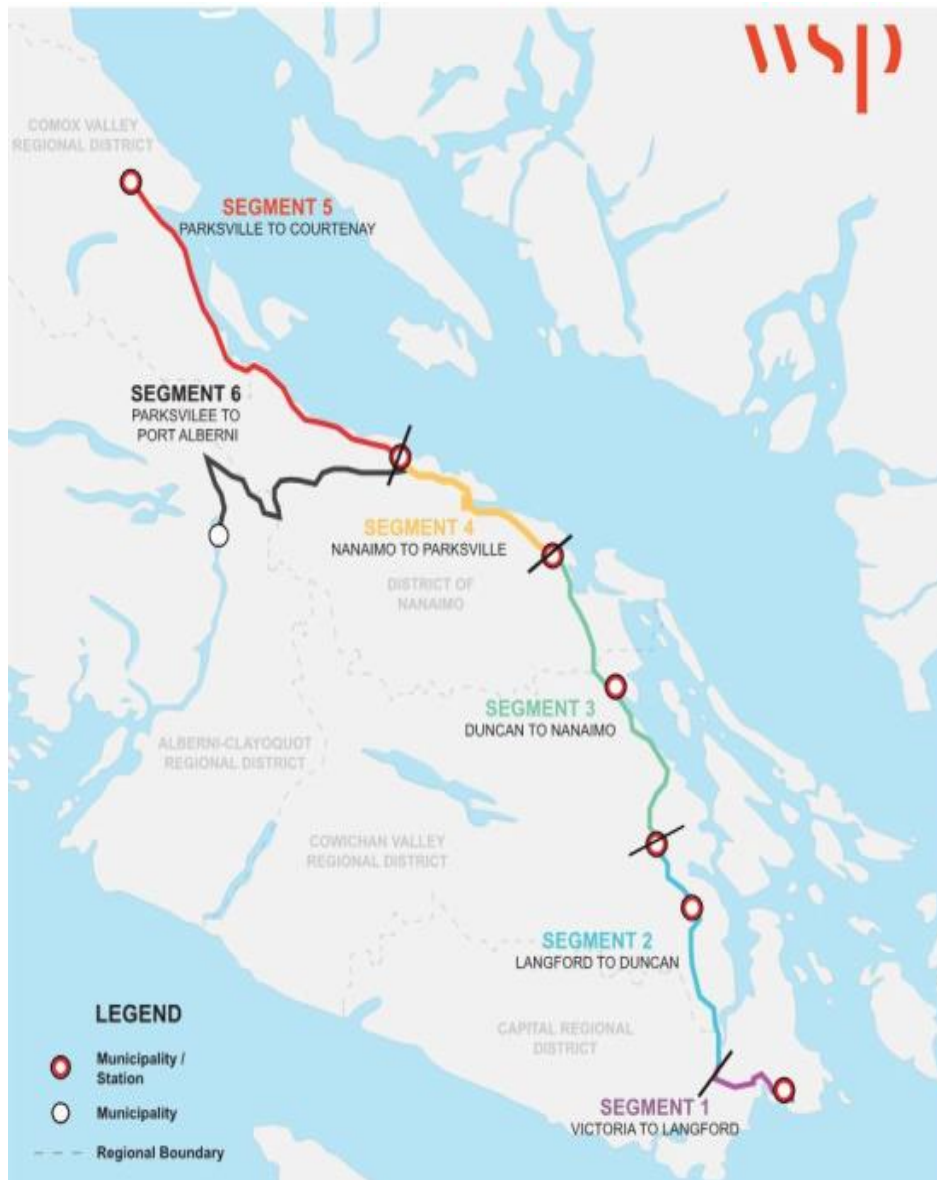 wsp
COMOX VALLEY
REGIONAL DISTRICT
SEGMENT 5
PARKSVILLE TO COURTENAY
SEGMENT 6
PARKSVILEE TO
PORT ALBERNI
SEGMENT 4
NANAIMO TO PARKSVILLE
DISTRICT OF
NANAIMO
SEGMENT 3
DUNCAN TO NANAIMO
ALBERNI-CLAYOQUOT
REGIONAL DISTRICT
COWICHAN VALLEY
REGIONAL DISTRICT
SEGMENT 2
LANGFORD TO DUNCAN
CAPITAL REGIONAL
DISTRICT
SEGMENT 1
VICTORIA TO LANGFORD
LEGEND
Municipality /
Station
Municipality
Regional Boundary